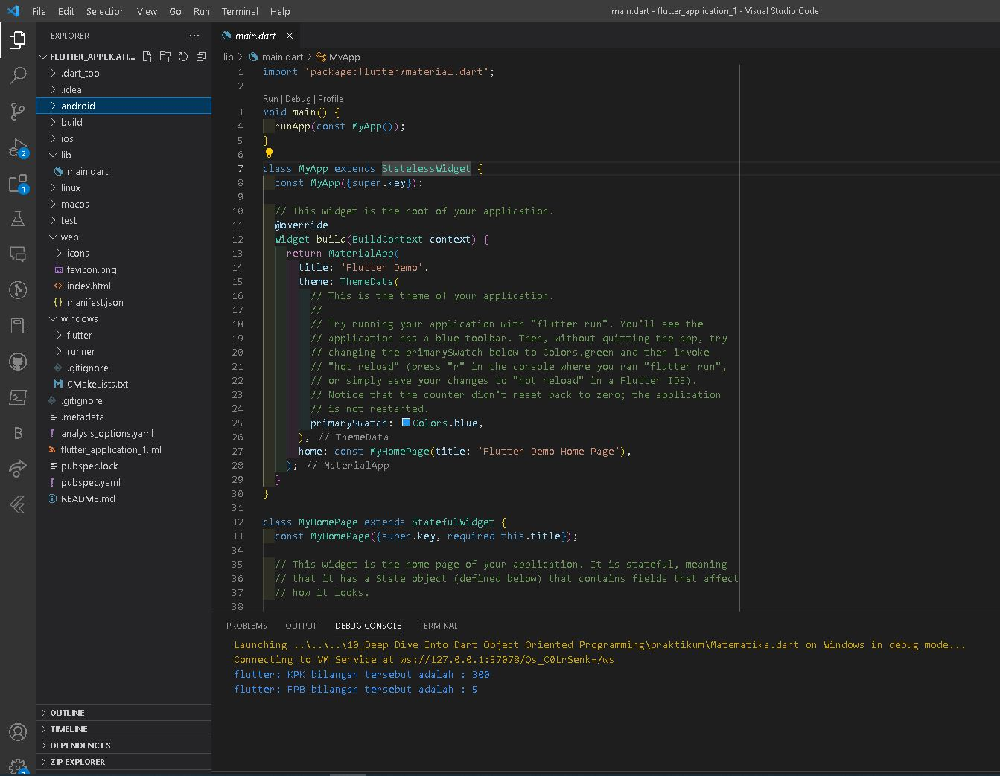 File Edit Selection View Go Run Terminal Help
main.dart - flutter_application_1 - Visual Studio Code
EXPLORER ...
FLUTTER_APPLICATI...
.dart_tool
.idea
android
build
ios
lib
main.dart
linux
macos
test
web
icons
favicon.png
index.html
manifest.json
windows
flutter
runner
.gitignore
CMakeLists.txt
.gitignore
.metadata
analysis_options.yaml
flutter_application_1.iml
pubspec.lock
pubspec.yaml
README.md
OUTLINE
TIMELINE
DEPENDENCIES
ZIP EXPLORER
2
1
B
1
main.dart
lib > main.dart > MyApp
1 import 'package:flutter/material.dart';
2
Run | Debug | Profile
3 void main() {
4 runApp(const MyApp());
5 }
6
7 class MyApp extends StatelessWidget {
8 const MyApp({super.key});
9
10 // This widget is the root of your application.
11 @override
12 Widget build(BuildContext context) {
13 return MaterialApp(
14 title: 'Flutter Demo',
15 theme: ThemeData(
16 // This is the theme of your application.
17 //
18 // Try running your application with "flutter run". You'll see the
19 // application has a blue toolbar. Then, without quitting the app, try
20 // changing the primarySwatch below to Colors.green and then invoke
21 // "hot reload" (press "r" in the console where you ran "flutter run",
22 // or simply save your changes to "hot reload" in a Flutter IDE).
23 // Notice that the counter didn't reset back to zero; the application
24 // is not restarted.
25 primarySwatch: Colors.blue,
26 ), // ThemeData
27 home: const MyHomePage(title: 'Flutter Demo Home Page'),
28 ); // MaterialApp
29 }
30 }
31
32 class MyHomePage extends StatefulWidget {
33 const MyHomePage({super.key, required this.title});
34
35 // This widget is the home page of your application. It is stateful, meaning
36 // that it has a State object (defined below) that contains fields that affect
37 // how it looks.
38
PROBLEMS OUTPUT DEBUG CONSOLE TERMINAL
Launching ..\..\..\10_Deep Dive Into Dart Object Oriented Programming\praktikum\Matematika.dart on Windows in debug mode...
Connecting to VM Service at ws://127.0.0.1:57078/Qs_C0LrSenk=/ws
flutter: KPK bilangan tersebut adalah : 300
flutter: FPB bilangan tersebut adalah : 5